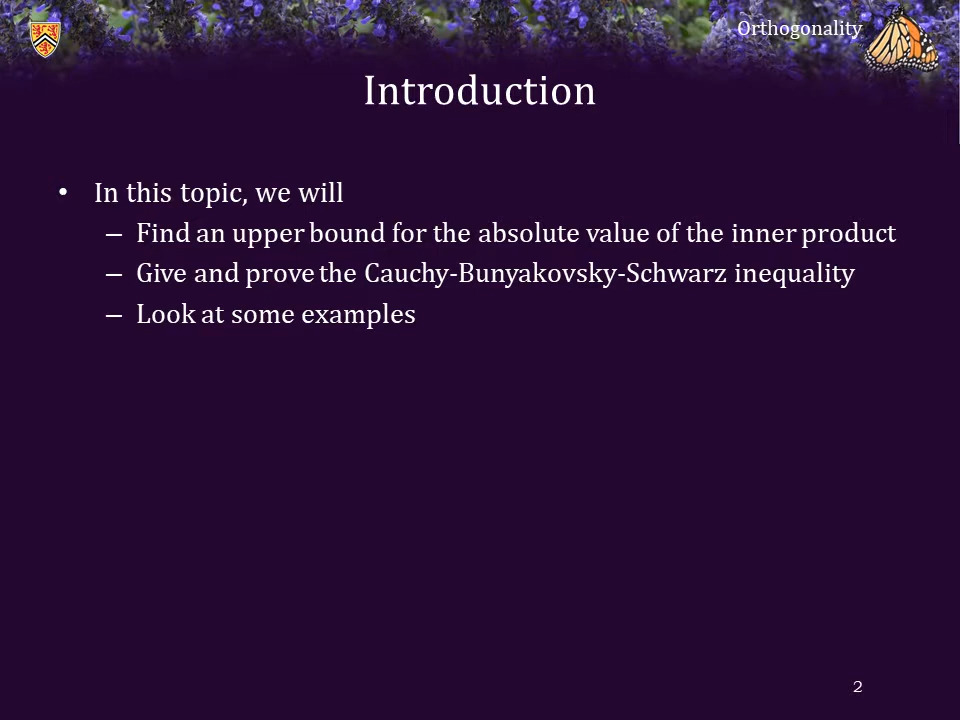 Orthogonality
Introduction
• In this topic, we will
– Find an upper bound for the absolute value of the inner product
– Give and prove the Cauchy-Bunyakovsky-Schwarz inequality
– Look at some examples
2